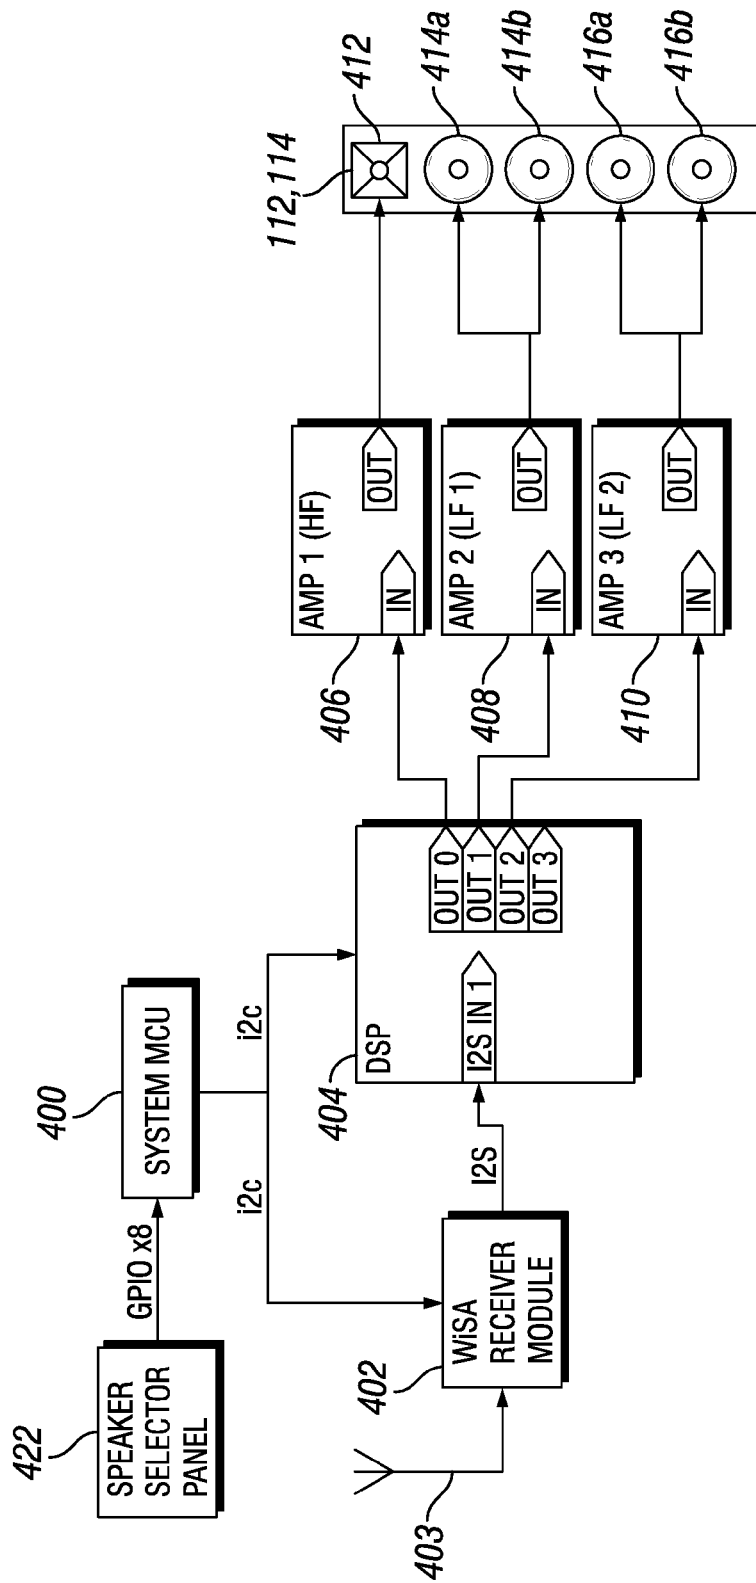 422
SPEAKER
SELECTOR
PANEL
GPIO x8
400
SYSTEM MCU
i2c
i2c
403
402
WiSA
RECEIVER
MODULE
I2S
404
DSP
I2S IN 1
OUT 0
OUT 1
OUT 2
OUT 3
406
AMP 1 (HF)
IN
OUT
408
AMP 2 (LF 1)
IN
OUT
410
AMP 3 (LF 2)
IN
OUT
112,114
412
414a
414b
416a
416b